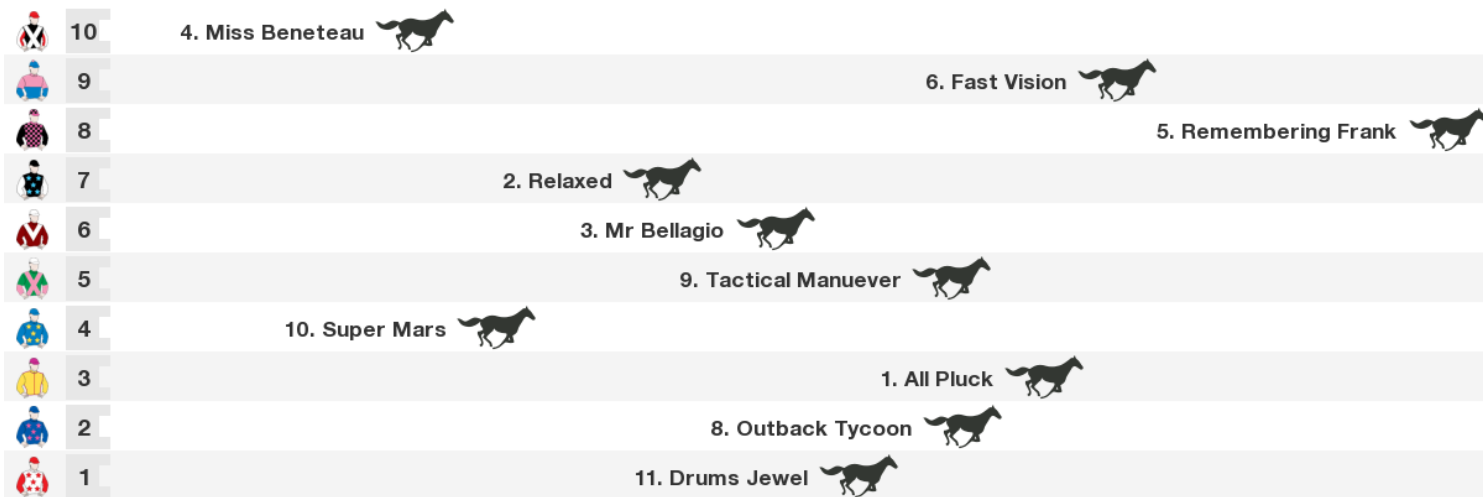 10 4. Miss Beneteau
9 6. Fast Vision
8 5. Remembering Frank
7 2. Relaxed
6 3. Mr Bellagio
5 9. Tactical Manuever
4 10. Super Mars
3 1. All Pluck
2 8. Outback Tycoon
1 11. Drums Jewel